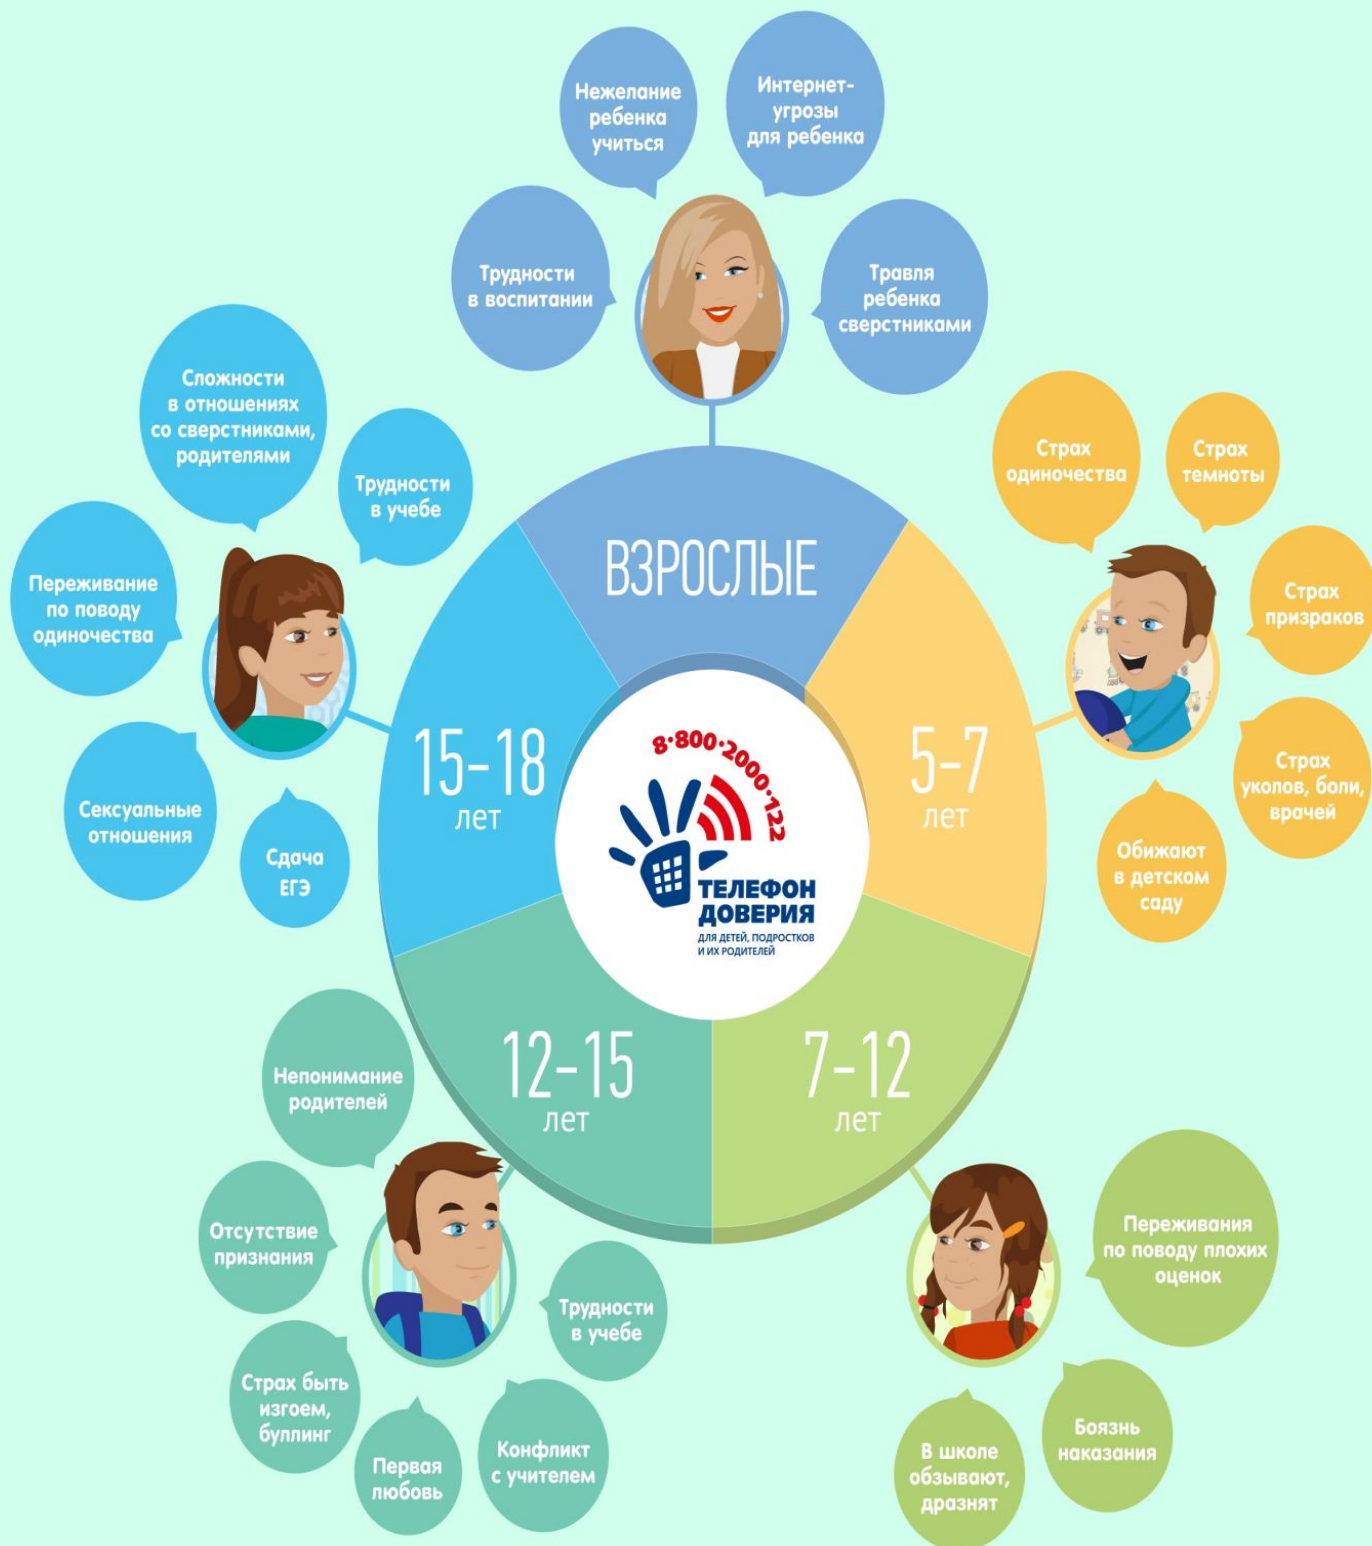 Нежелание
ребенка
учиться
Интернет-
угрозы
для ребенка
Трудности
в воспитании
Травля
ребенка
сверстниками
ВЗРОСЛЫЕ
Страх
одиночества
Страх
темноты
Страх
призраков
Страх
уколов, боли,
врачей
Обижают
в детском
саду
5-7
лет
Переживания
по поводу плохих
оценок
Боязнь
наказания
В школе
обзывают,
дразнят
7-12
лет
Непонимание
родителей
Отсутствие
признания
Страх быть
изгоем,
буллинг
Первая
любовь
Конфликт
с учителем
Трудности
в учебе
12-15
лет
Сложности
в отношениях
со сверстниками,
родителями
Трудности
в учебе
Переживание
по поводу
одиночества
Сексуальные
отношения
Сдача
ЕГЭ
15-18
лет
8·800·2000·122
ТЕЛЕФОН
ДОВЕРИЯ
ДЛЯ ДЕТЕЙ, ПОДРОСТКОВ
И ИХ РОДИТЕЛЕЙ